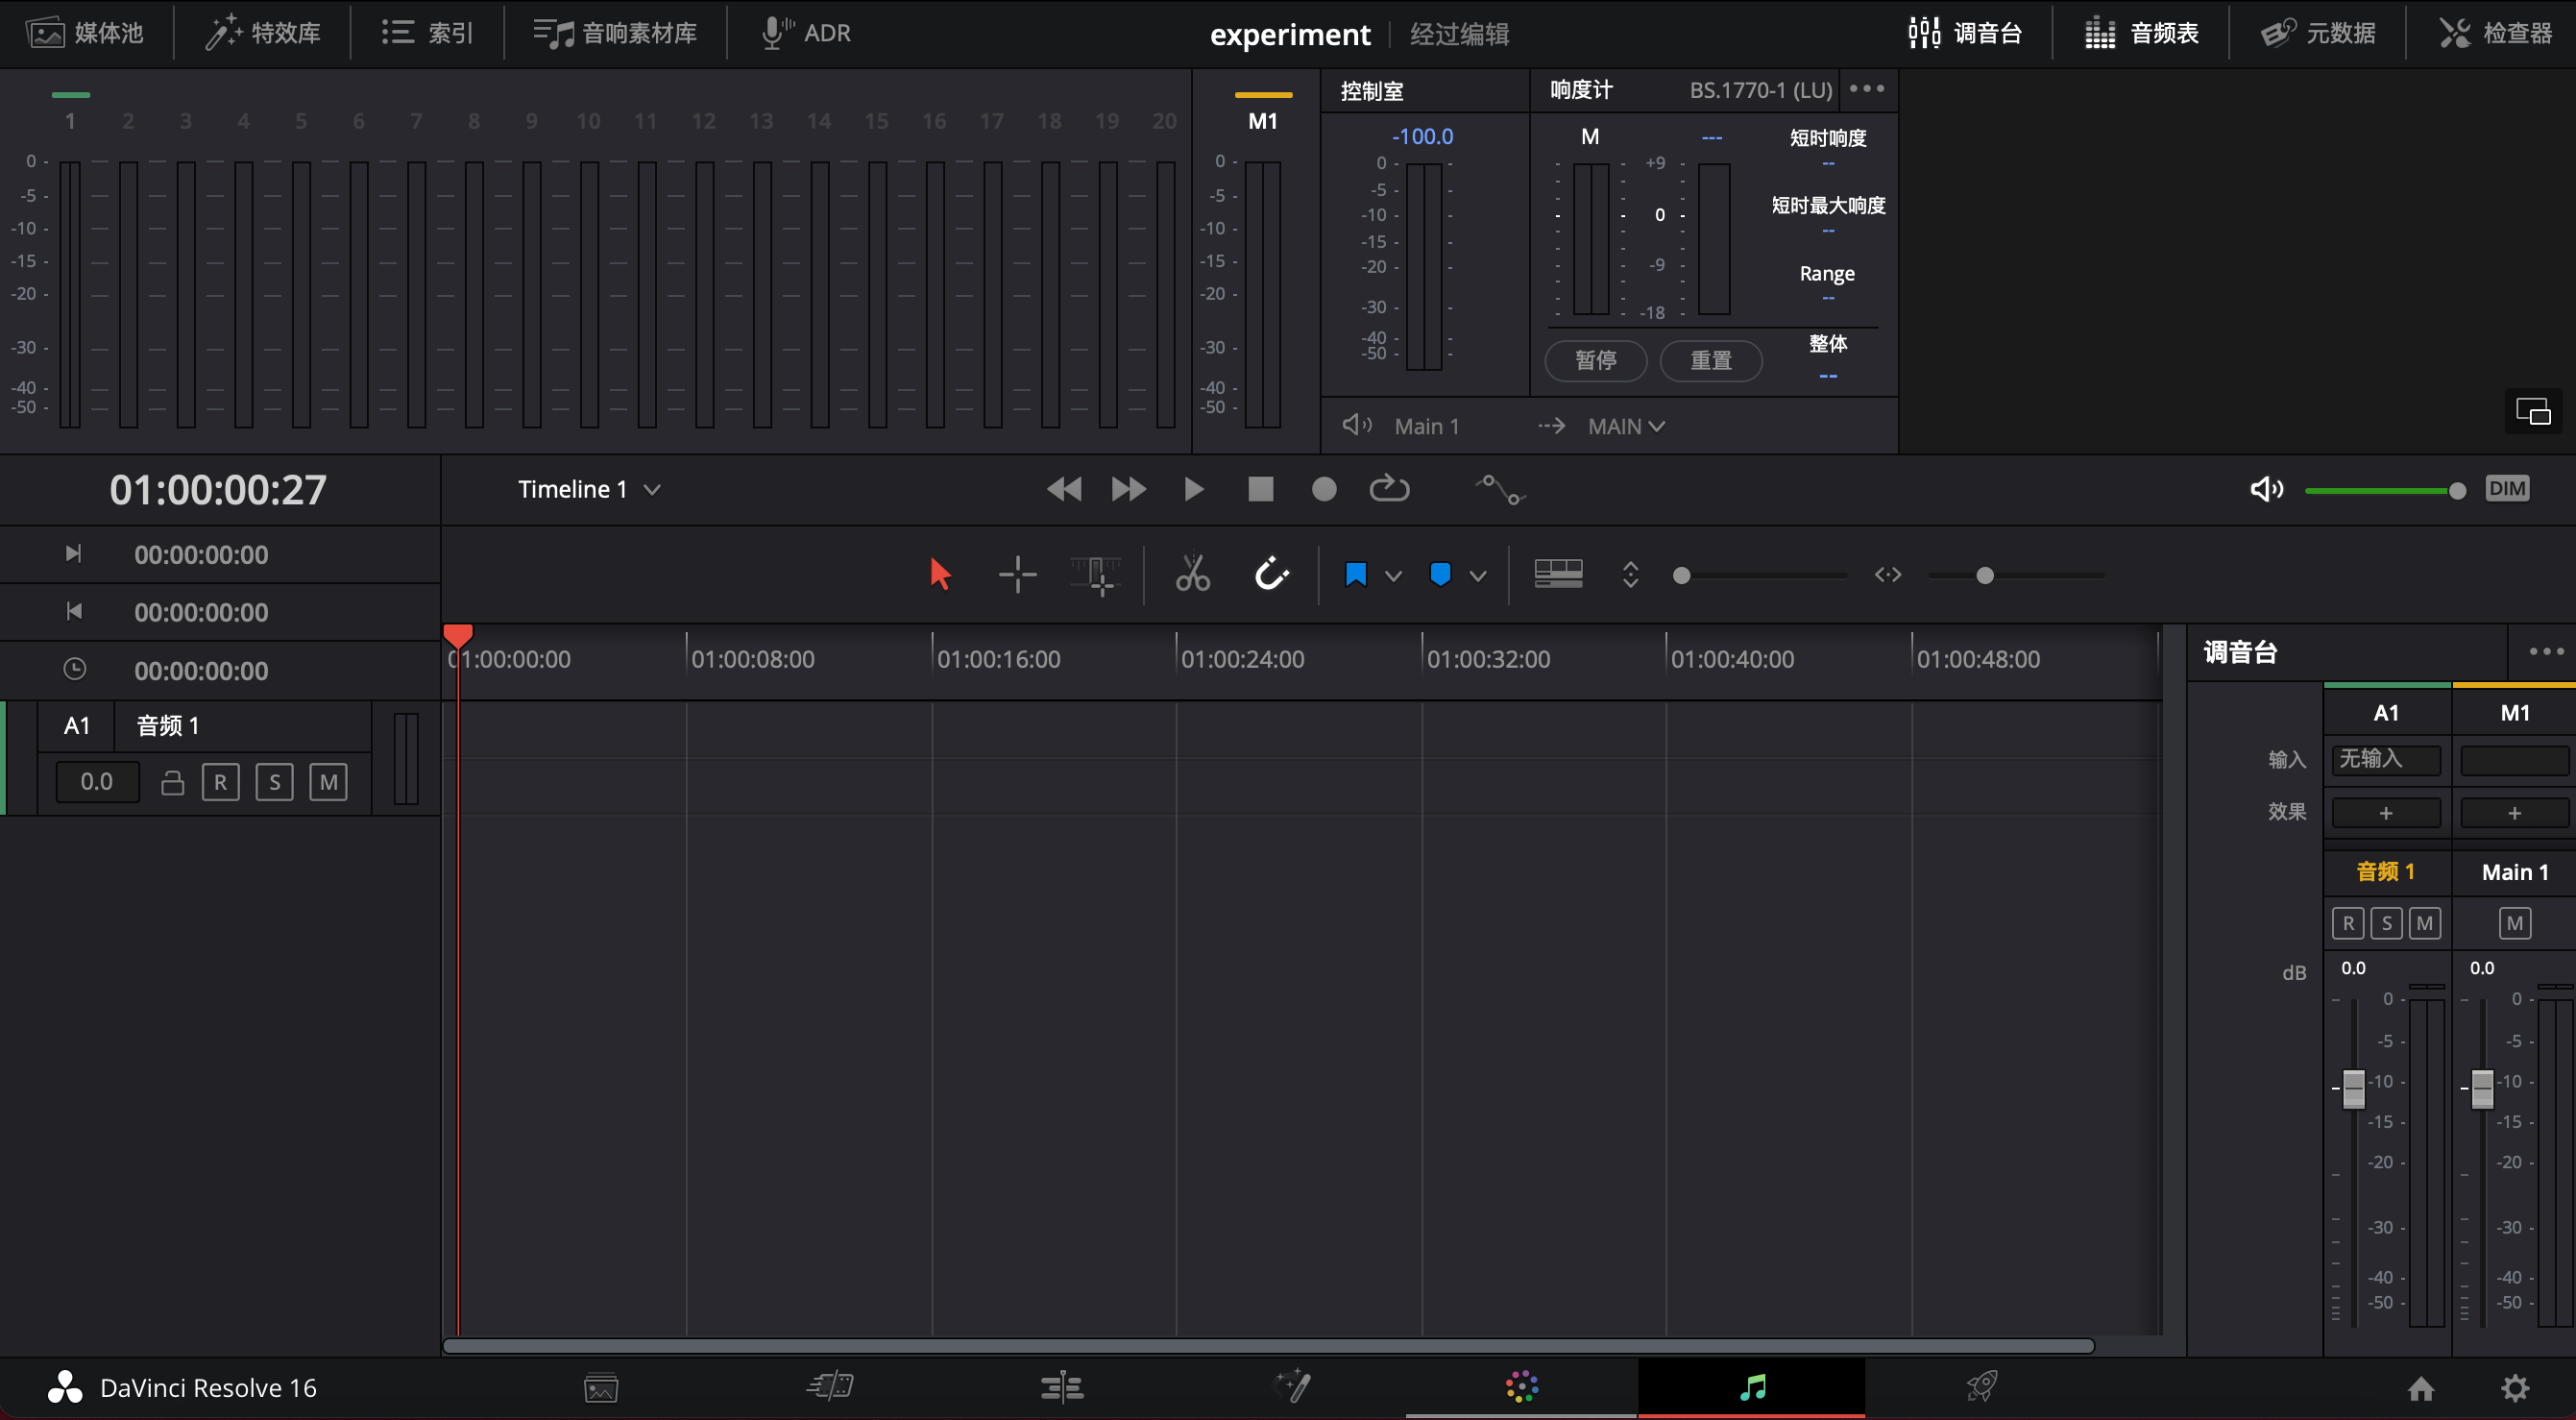 媒体池 特效库 索引 音响素材库 ADR experiment 经过编辑 调音台 音频表 元数据 检查器
1 2 3 4 5 6 7 8 9 10 11 12 13 14 15 16 17 18 19 20
0
-5
-10
-15
-20
-30
-40
-50
M1
0
-5
-10
-15
-20
-30
-40
-50
控制室
-100.0
0
-5
-10
-15
-20
-30
-40
-50
响度计 BS.1770-1 (LU)
M ---
+9
0
-9
-18
短时响度
--
短时最大响度
--
Range
--
整体
--
暂停 重置
Main 1 MAIN
01:00:00:27 Timeline 1 DIM
00:00:00:00
00:00:00:00
00:00:00:00
01:00:00:00 01:00:08:00 01:00:16:00 01:00:24:00 01:00:32:00 01:00:40:00 01:00:48:00
A1 音频 1
0.0 R S M
调音台
A1 M1
输入 无输入
效果 + +
音频 1 Main 1
R S M M
dB 0.0 0.0
0 0
-5 -5
-10 -10
-15 -15
-20 -20
-30 -30
-40 -40
-50 -50
DaVinci Resolve 16